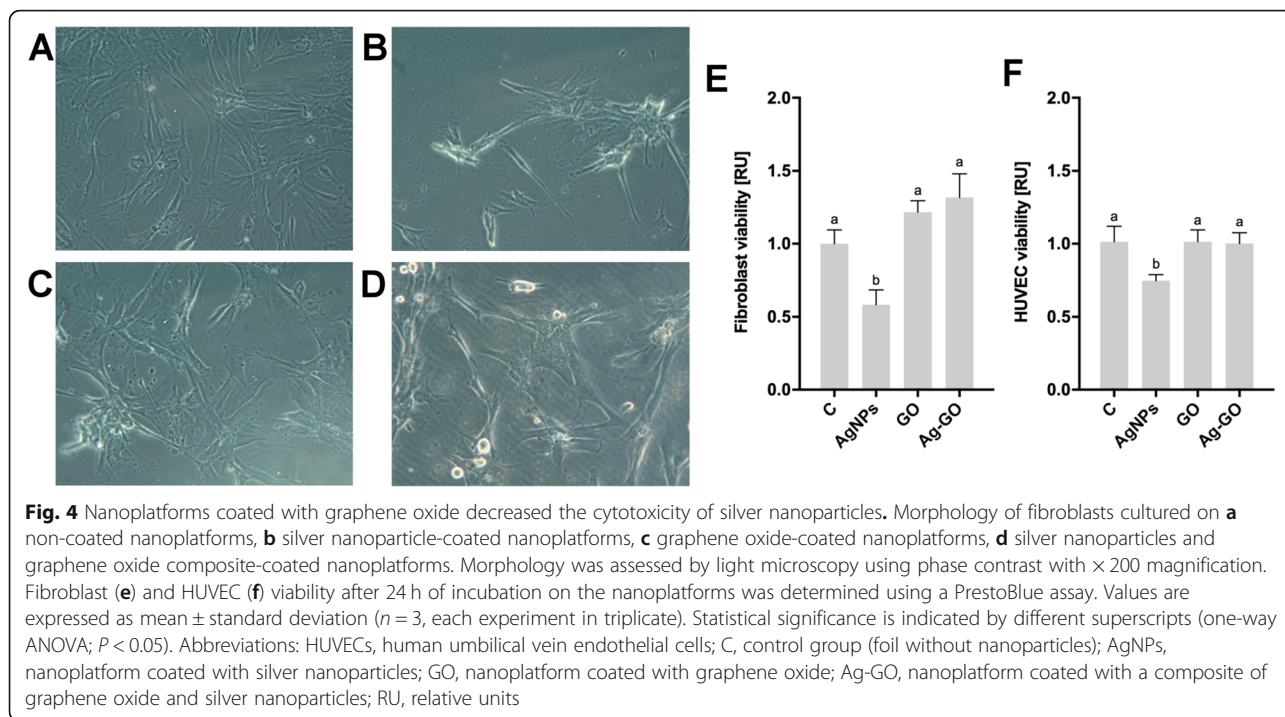 A
B
C
D
E
Fibroblast viability [RU]
2.0
1.5
1.0
0.5
0.0
a
b
a
a
C
AgNPs
GO
Ag-GO
F
HUVEC viability [RU]
2.0
1.5
1.0
0.5
0.0
a
b
a
a
C
AgNPs
GO
Ag-GO
Fig. 4 Nanoplatforms coated with graphene oxide decreased the cytotoxicity of silver nanoparticles. Morphology of fibroblasts cultured on a
non-coated nanoplatforms, b silver nanoparticle-coated nanoplatforms, c graphene oxide-coated nanoplatforms, d silver nanoparticles and
graphene oxide composite-coated nanoplatforms. Morphology was assessed by light microscopy using phase contrast with × 200 magnification.
Fibroblast (e) and HUVEC (f) viability after 24 h of incubation on the nanoplatforms was determined using a PrestoBlue assay. Values are
expressed as mean ± standard deviation (n = 3, each experiment in triplicate). Statistical significance is indicated by different superscripts (one-way
ANOVA; P < 0.05). Abbreviations: HUVECs, human umbilical vein endothelial cells; C, control group (foil without nanoparticles); AgNPs,
nanoplatform coated with silver nanoparticles; GO, nanoplatform coated with graphene oxide; Ag-GO, nanoplatform coated with a composite of
graphene oxide and silver nanoparticles; RU, relative units